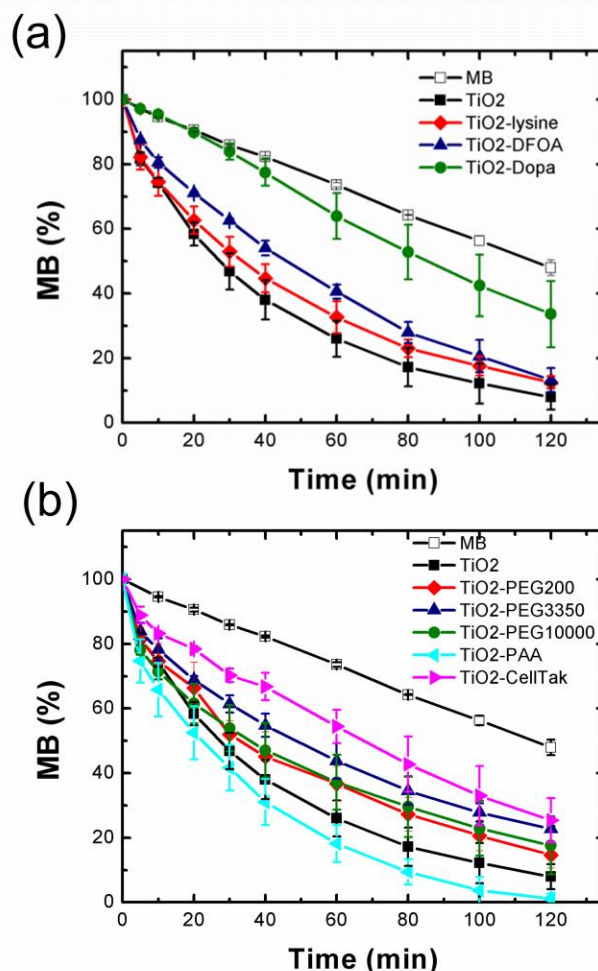 (a)
MB
TiO2
TiO2-lysine
TiO2-DFOA
TiO2-Dopa
100
80
60
40
20
0
MB (%)
0 20 40 60 80 100 120
Time (min)
(b)
MB
TiO2
TiO2-PEG200
TiO2-PEG3350
TiO2-PEG10000
TiO2-PAA
TiO2-CellTak
100
80
60
40
20
0
MB (%)
0 20 40 60 80 100 120
Time (min)